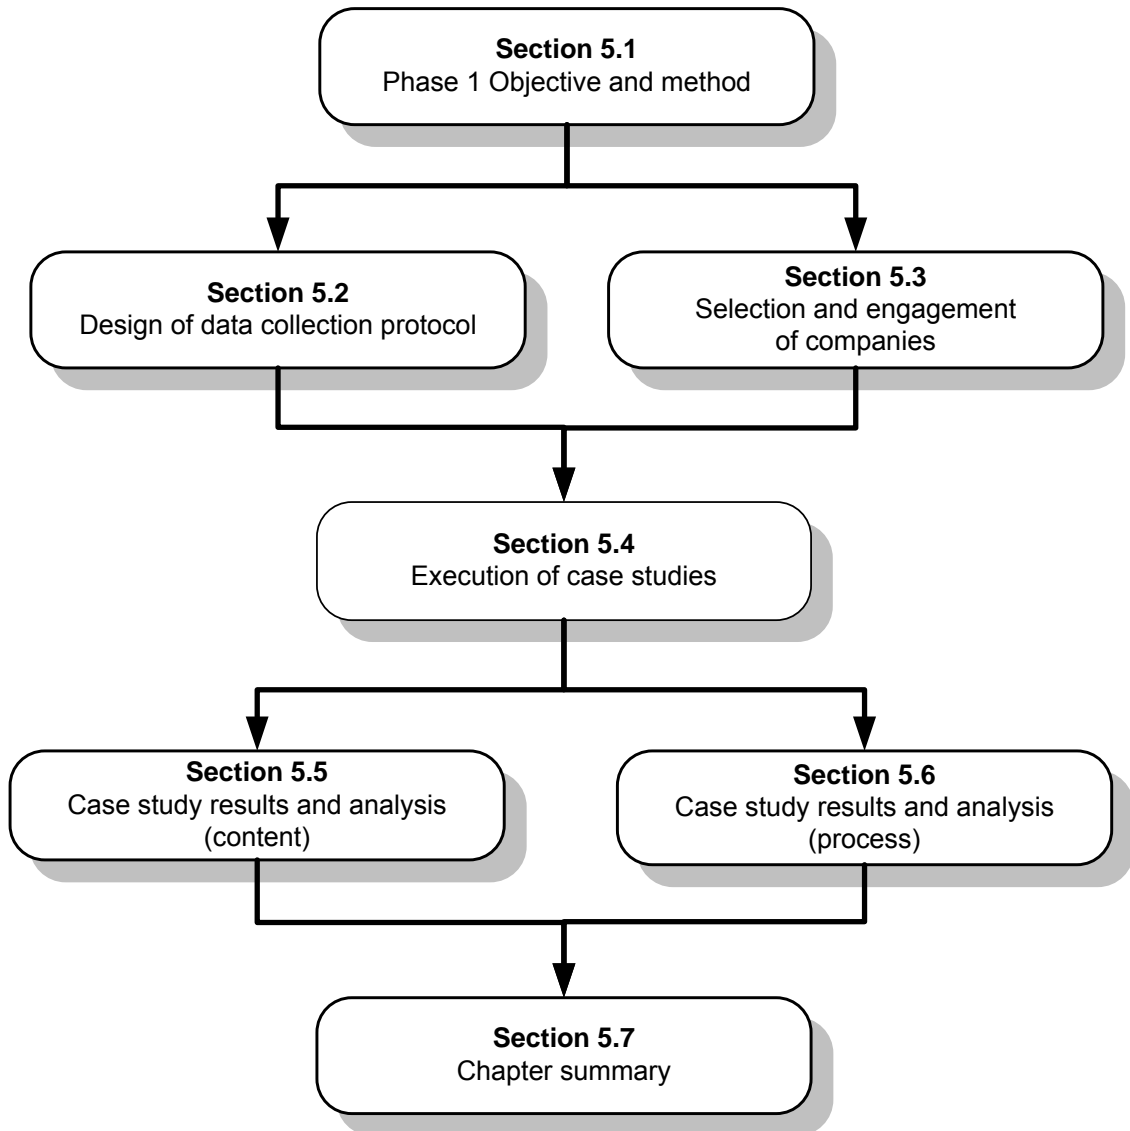 Section 5.1
Phase 1 Objective and method
Section 5.2
Design of data collection protocol
Section 5.3
Selection and engagement
of companies
Section 5.4
Execution of case studies
Section 5.5
Case study results and analysis
(content)
Section 5.6
Case study results and analysis
(process)
Section 5.7
Chapter summary